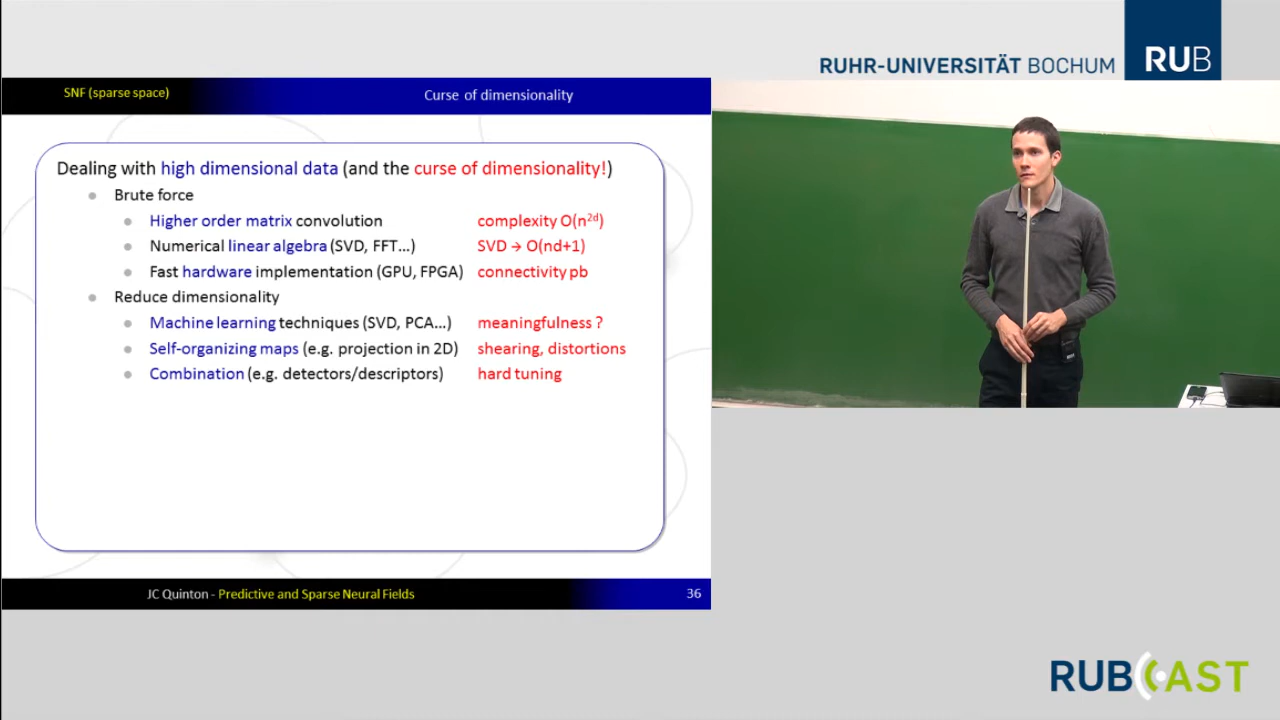 RUHR-UNIVERSITÄT BOCHUM RUB
SNF (sparse space) Curse of dimensionality
Dealing with high dimensional data (and the curse of dimensionality!)
Brute force
Higher order matrix convolution complexity O(n^2d)
Numerical linear algebra (SVD, FFT...) SVD → O(nd+1)
Fast hardware implementation (GPU, FPGA) connectivity pb
Reduce dimensionality
Machine learning techniques (SVD, PCA...) meaningfulness ?
Self-organizing maps (e.g. projection in 2D) shearing, distortions
Combination (e.g. detectors/descriptors) hard tuning
JC Quinton - Predictive and Sparse Neural Fields 36
RUBCAST